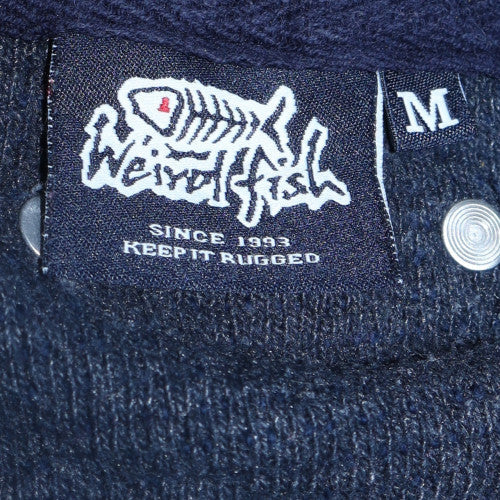 Weird fish
M
SINCE 1993
KEEP IT RUGGED